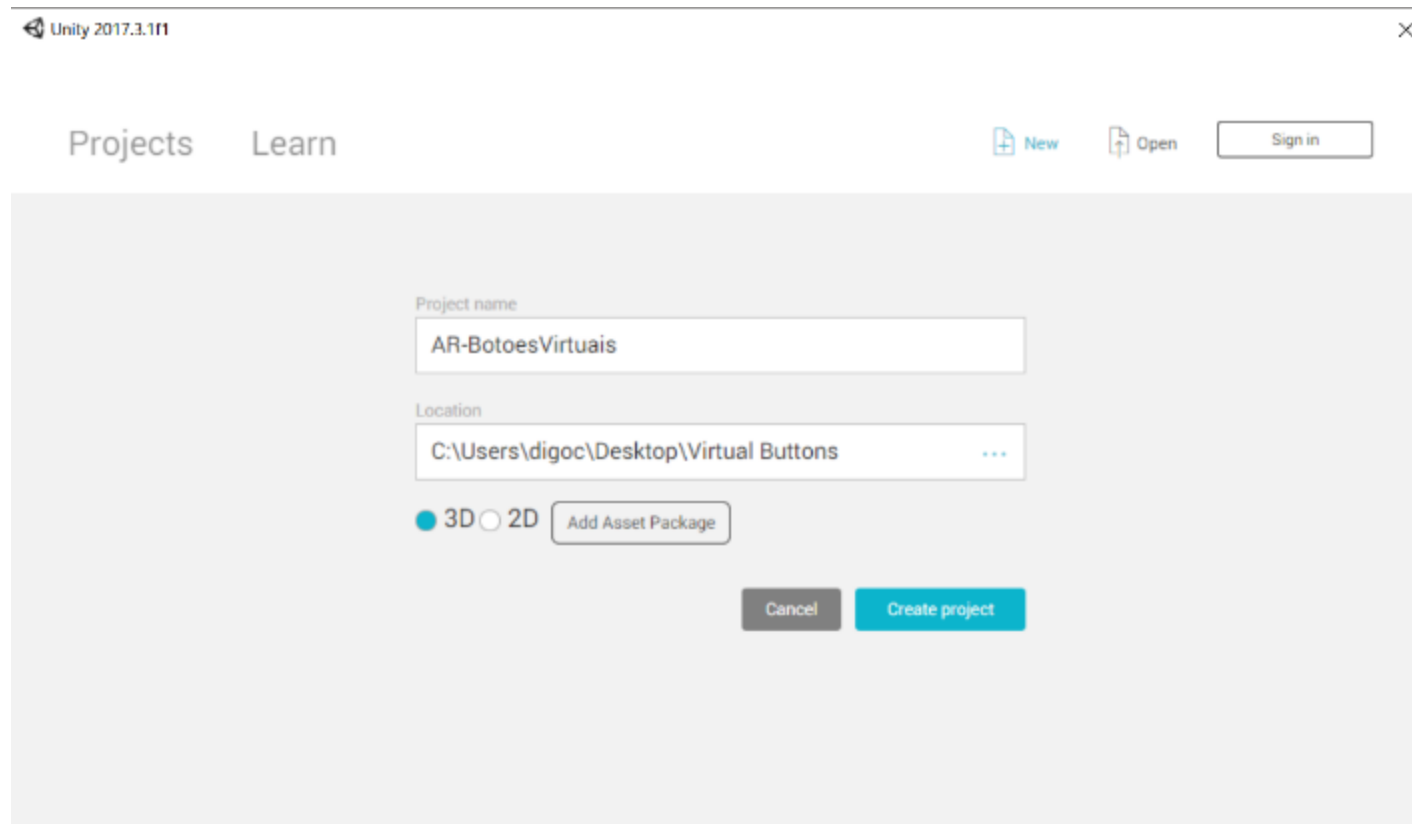 Unity 2017.3.1f1
Projects Learn New Open Sign in
Project name
AR-BotoesVirtuais
Location
C:\Users\digoc\Desktop\Virtual Buttons ...
3D 2D Add Asset Package
Cancel Create project